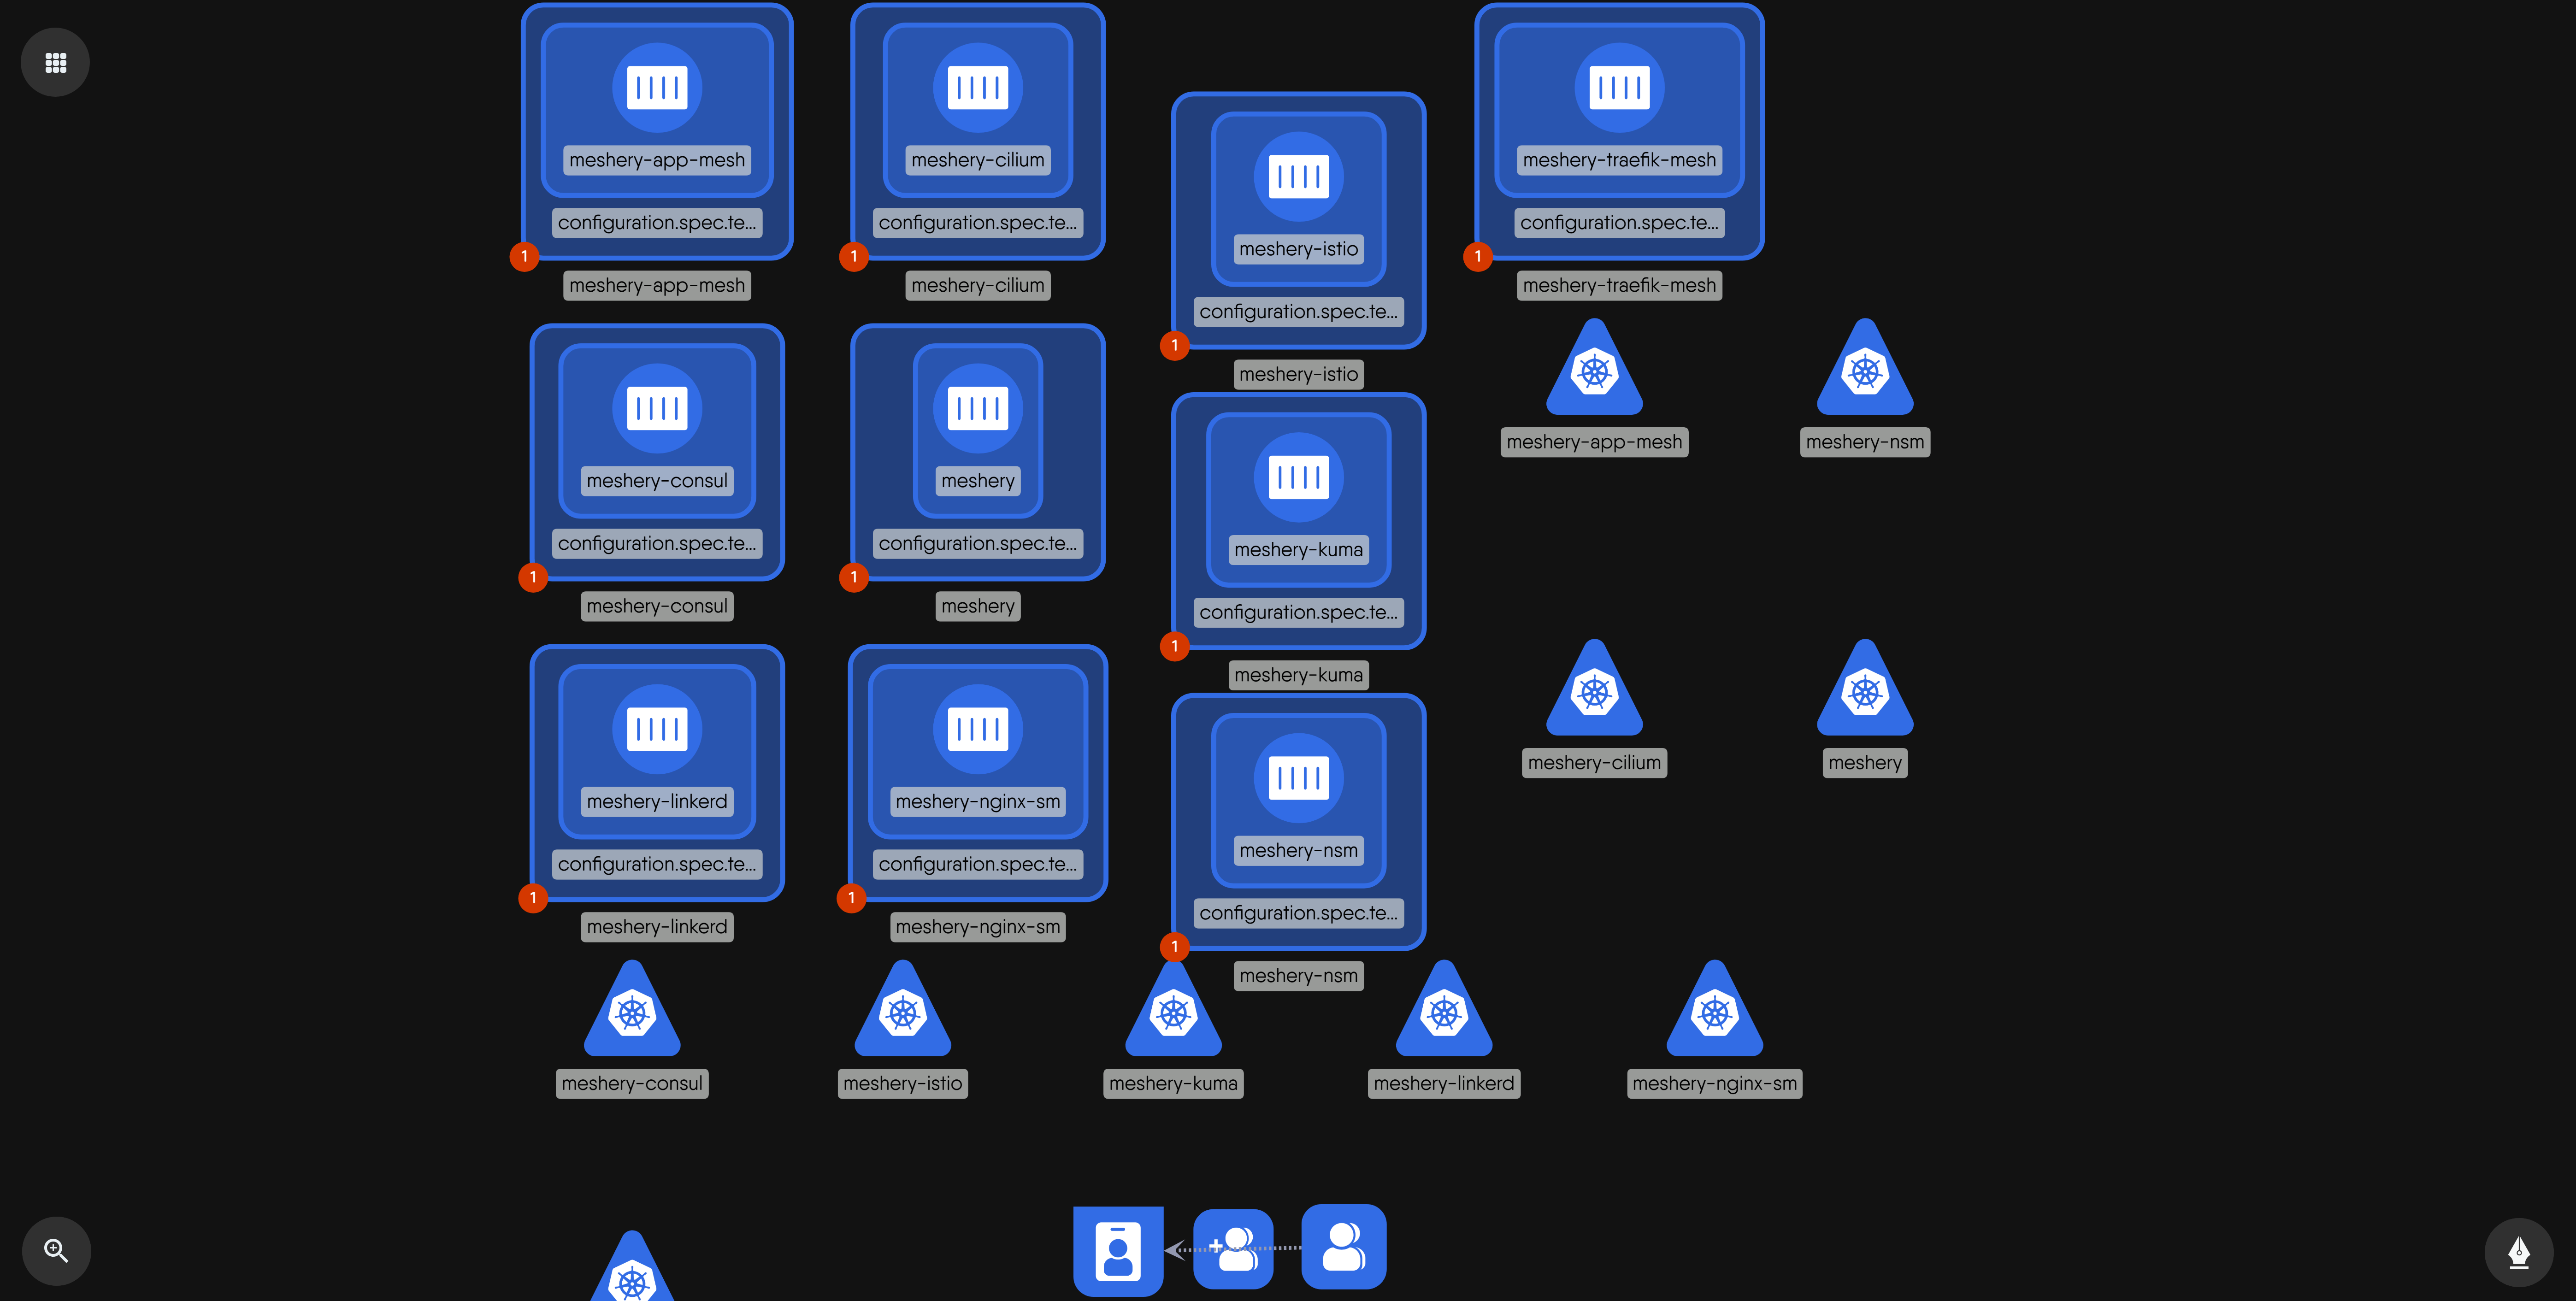 meshery-app-mesh
configuration.spec.te...
1
meshery-app-mesh
meshery-cilium
configuration.spec.te...
1
meshery-cilium
meshery-istio
configuration.spec.te...
1
meshery-istio
meshery-traefik-mesh
configuration.spec.te...
1
meshery-traefik-mesh
meshery-consul
configuration.spec.te...
1
meshery-consul
meshery
configuration.spec.te...
1
meshery
meshery-kuma
configuration.spec.te...
1
meshery-kuma
meshery-app-mesh
meshery-nsm
meshery-linkerd
configuration.spec.te...
1
meshery-linkerd
meshery-nginx-sm
configuration.spec.te...
1
meshery-nginx-sm
meshery-nsm
configuration.spec.te...
1
meshery-nsm
meshery-cilium
meshery
meshery-consul
meshery-istio
meshery-kuma
meshery-linkerd
meshery-nginx-sm